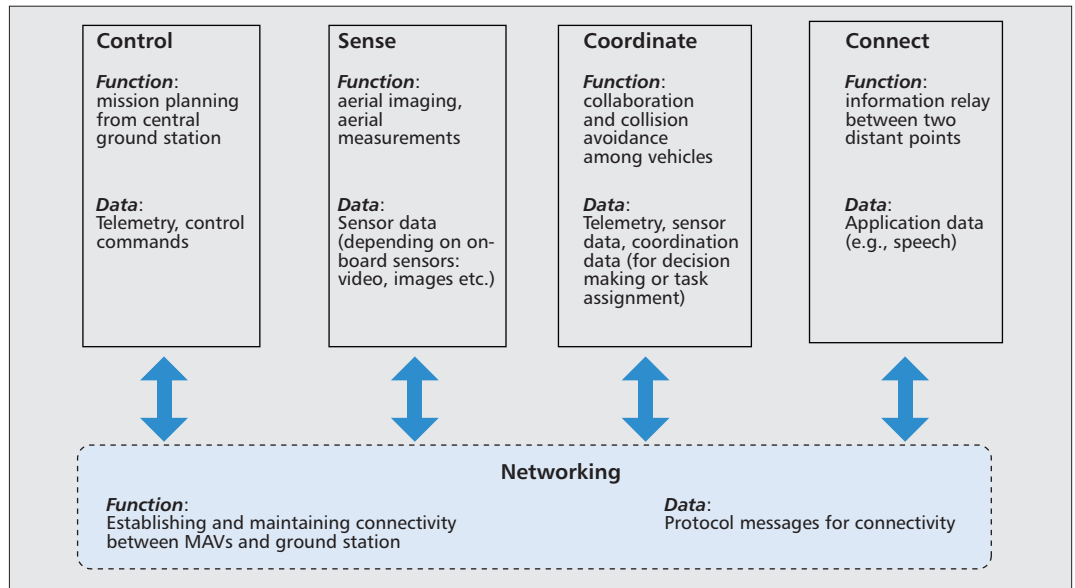 Control
Function:
mission planning
from central
ground station
Data:
Telemetry, control
commands
Sense
Function:
aerial imaging,
aerial
measurements
Data:
Sensor data
(depending on on-
board sensors:
video, images etc.)
Coordinate
Function:
collaboration
and collision
avoidance
among vehicles
Data:
Telemetry, sensor
data, coordination
data (for decision
making or task
assignment)
Connect
Function:
information relay
between two
distant points
Data:
Application data
(e.g., speech)
Networking
Function:
Establishing and maintaining connectivity
between MAVs and ground station
Data:
Protocol messages for connectivity